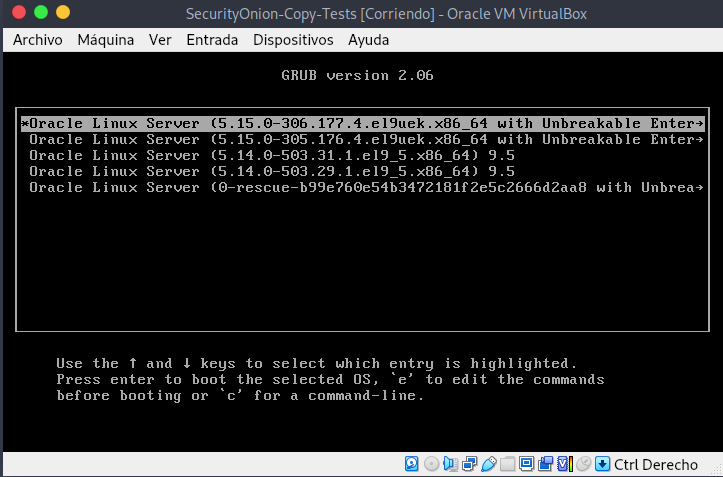 SecurityOnion-Copy-Tests [Corriendo] - Oracle VM VirtualBox
Archivo Máquina Ver Entrada Dispositivos Ayuda
GRUB version 2.06
*Oracle Linux Server (5.15.0-306.177.4.el9uek.x86_64 with Unbreakable Enter→
Oracle Linux Server (5.15.0-305.176.4.el9uek.x86_64 with Unbreakable Enter→
Oracle Linux Server (5.14.0-503.31.1.el9_5.x86_64) 9.5
Oracle Linux Server (5.14.0-503.29.1.el9_5.x86_64) 9.5
Oracle Linux Server (0-rescue-b99e760e54b3472181f2e5c2666d2aa8 with Unbrea→
Use the ↑ and ↓ keys to select which entry is highlighted.
Press enter to boot the selected OS, `e' to edit the commands
before booting or `c' for a command-line.
Ctrl Derecho